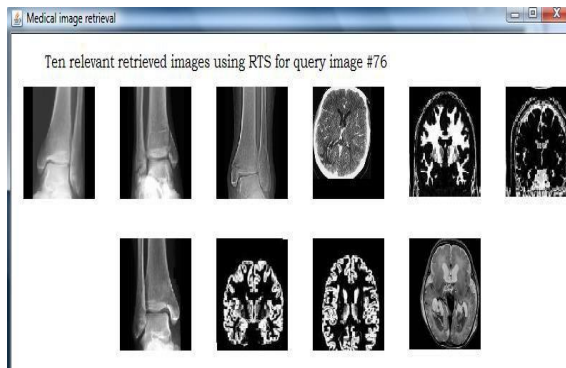 Medical image retrieval
Ten relevant retrieved images using RTS for query image #76